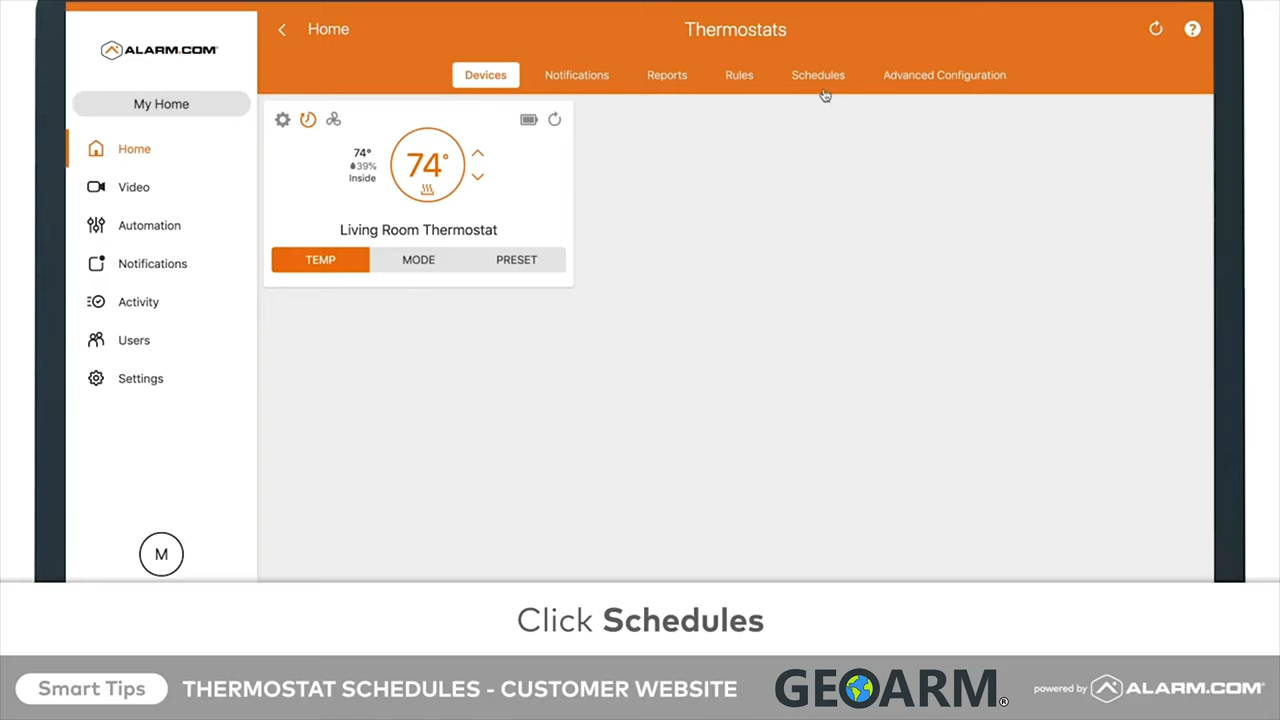 ALARM.COM
My Home
Home
Video
Automation
Notifications
Activity
Users
Settings
M
Home
Thermostats
?
Devices Notifications Reports Rules Schedules Advanced Configuration
74°
39%
Inside
74°
Living Room Thermostat
TEMP MODE PRESET
Click Schedules
Smart Tips
THERMOSTAT SCHEDULES - CUSTOMER WEBSITE
GEOARM®
powered by ALARM.COM®